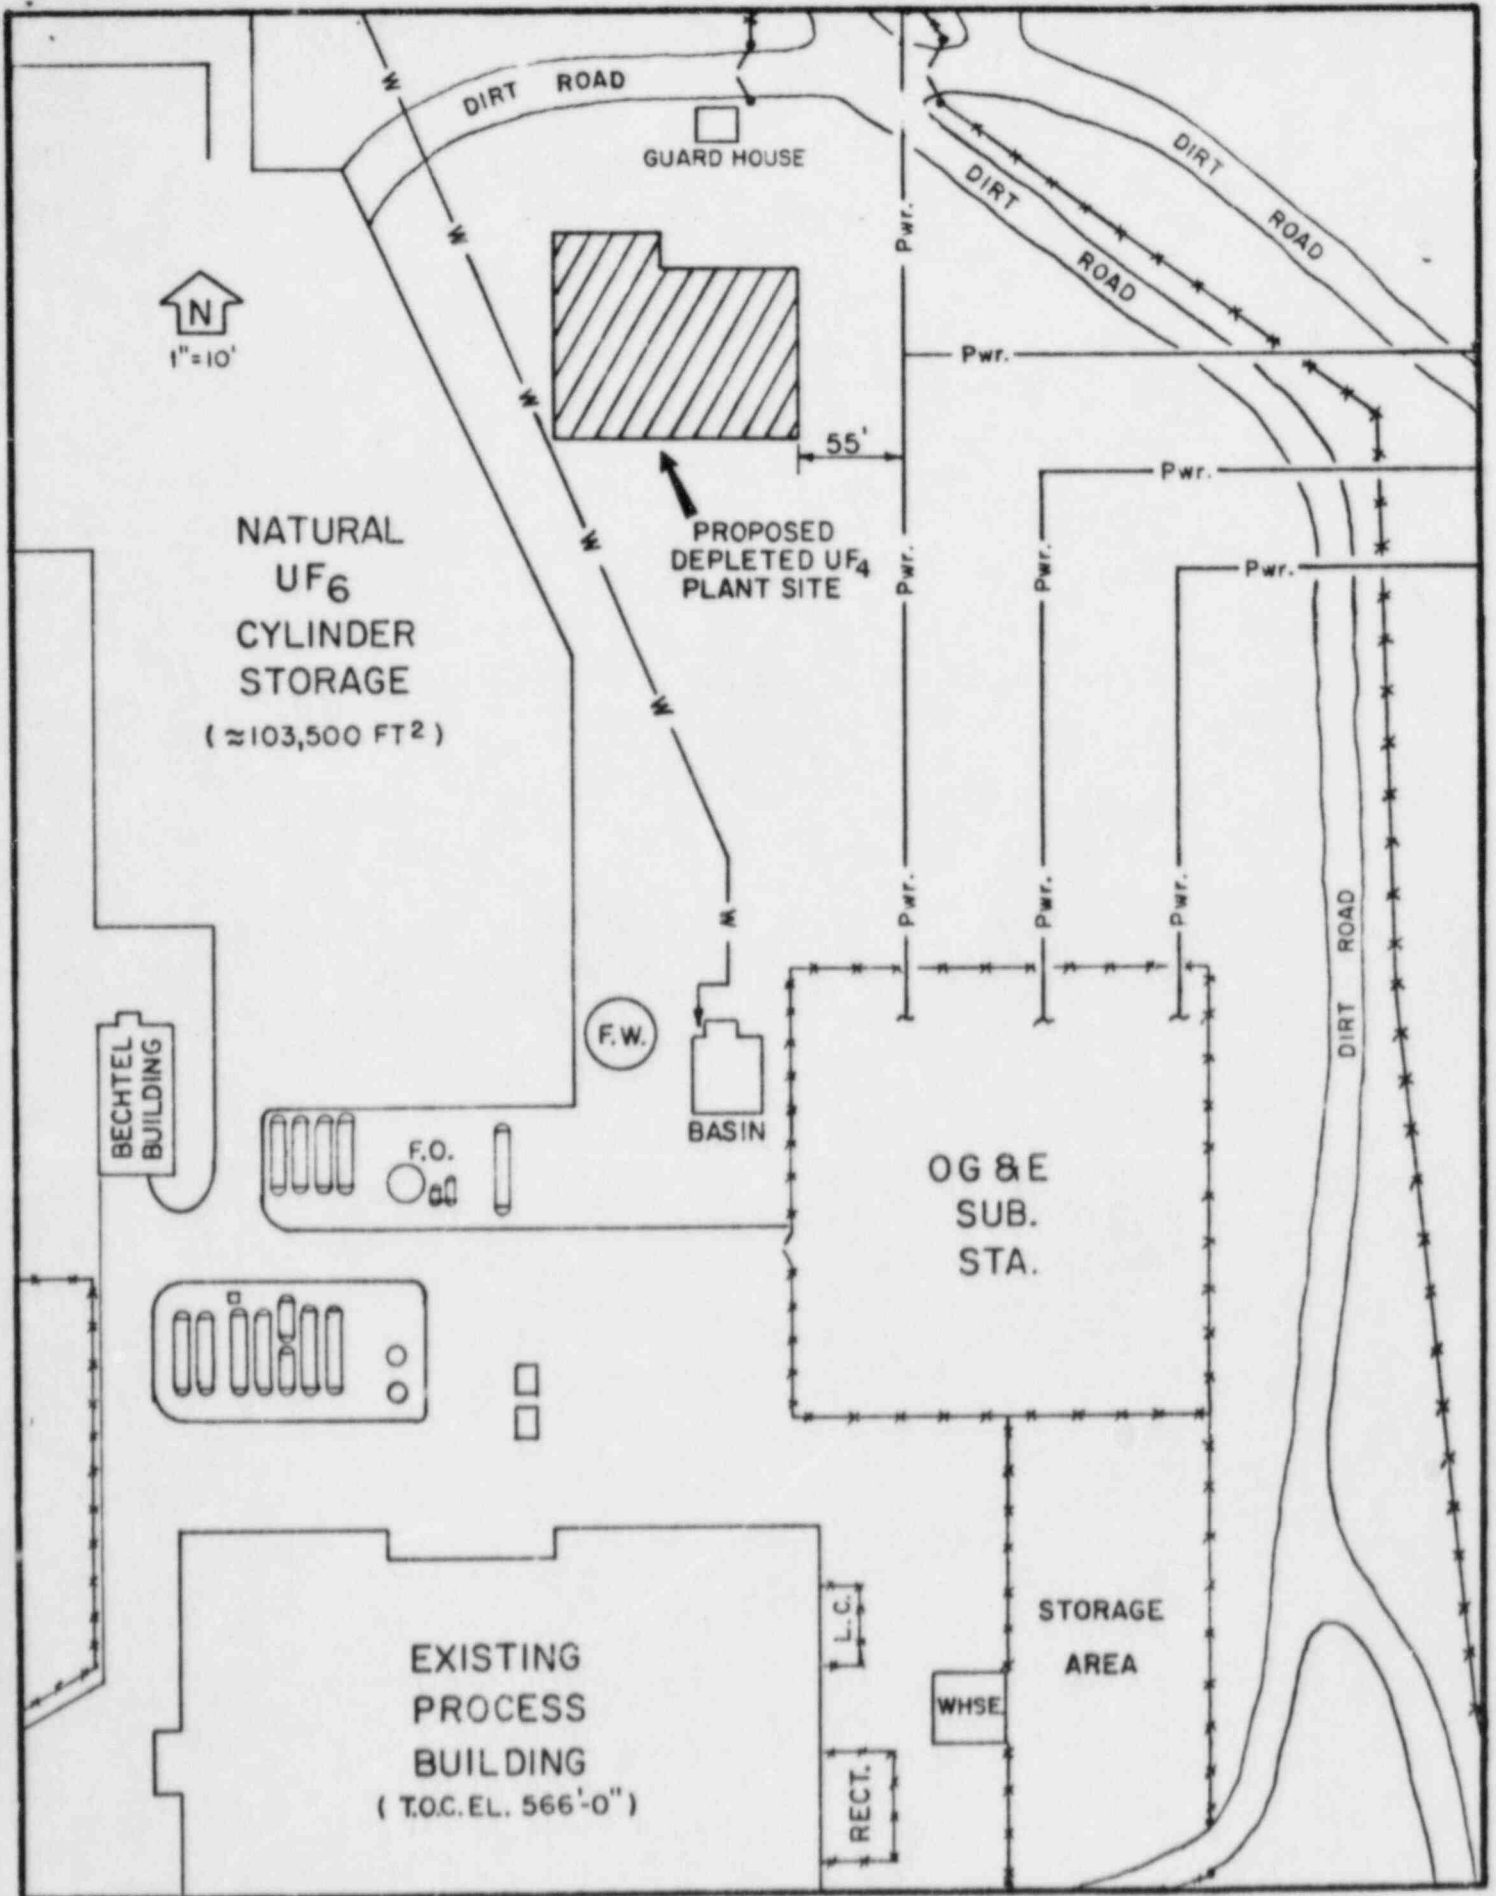 DIRT ROAD
GUARD HOUSE
W
DIRT ROAD
DIRT ROAD
Pwr.
W
N
1"=10'
Pwr.
W
55'
Pwr.
PROPOSED
DEPLETED UF4
PLANT SITE
W
Pwr.
Pwr.
Pwr.
NATURAL
UF6
CYLINDER
STORAGE
(≈103,500 FT²)
W
Pwr.
Pwr.
Pwr.
W
DIRT ROAD
F.W.
BECHTEL
BUILDING
BASIN
F.O.
OG&E
SUB.
STA.
L.C.
STORAGE
AREA
EXISTING
PROCESS
BUILDING
(T.O.C. EL. 566'-0")
WHSE
RECT.